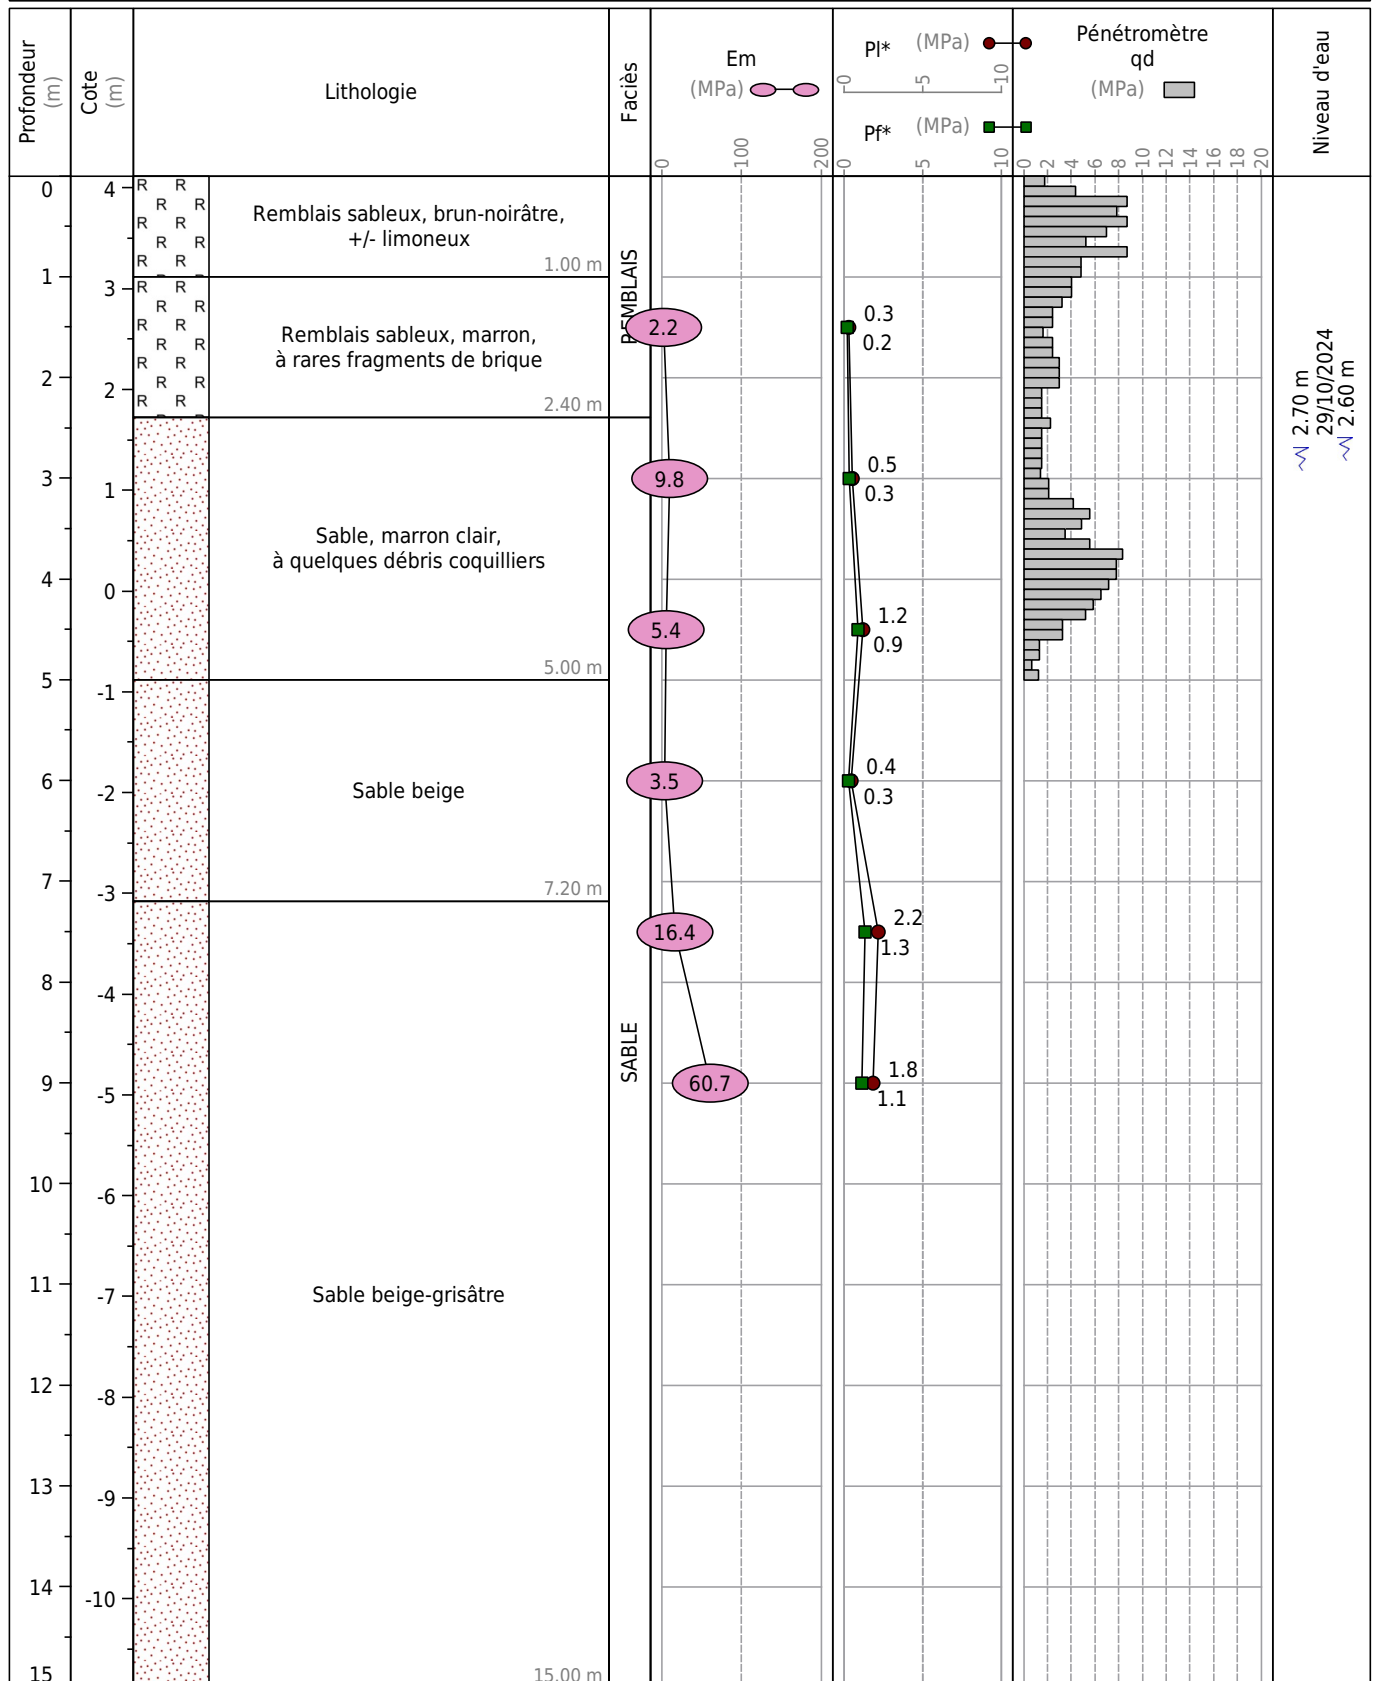 Profondeur
(m)
Cote
(m)
Lithologie
Faciès
Em
(MPa)
0
100
200
Pl* (MPa)
0
5
10
Pf* (MPa)
0
5
10
Pénétromètre
qd
(MPa)
0
2
4
6
8
10
12
14
16
18
20
Niveau d'eau
0
1
2
3
4
5
6
7
8
9
10
11
12
13
14
15
4
3
2
1
0
-1
-2
-3
-4
-5
-6
-7
-8
-9
-10
R R
R R
R R
R R
R R
R R
R R
R R
R R
R R
R R
R R
Remblais sableux, brun-noirâtre,
+/- limoneux
1.00 m
Remblais sableux, marron,
à rares fragments de brique
2.40 m
Sable, marron clair,
à quelques débris coquilliers
5.00 m
Sable beige
7.20 m
Sable beige-grisâtre
15.00 m
REMBLAIS
SABLE
2.2
9.8
5.4
3.5
16.4
60.7
0.3
0.2
0.5
0.3
1.2
0.9
0.4
0.3
2.2
1.3
1.8
1.1
2.70 m
29/10/2024
2.60 m